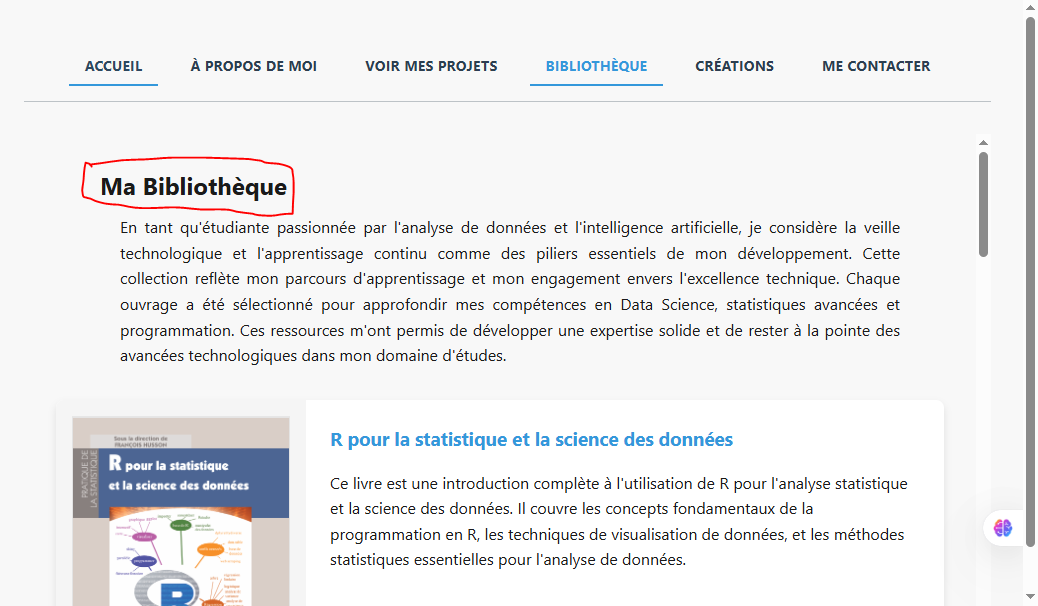 ACCUEIL À PROPOS DE MOI VOIR MES PROJETS BIBLIOTHÈQUE CRÉATIONS ME CONTACTER
Ma Bibliothèque
En tant qu'étudiante passionnée par l'analyse de données et l'intelligence artificielle, je considère la veille
technologique et l'apprentissage continu comme des piliers essentiels de mon développement. Cette
collection reflète mon parcours d'apprentissage et mon engagement envers l'excellence technique. Chaque
ouvrage a été sélectionné pour approfondir mes compétences en Data Science, statistiques avancées et
programmation. Ces ressources m'ont permis de développer une expertise solide et de rester à la pointe des
avancées technologiques dans mon domaine d'études.
Sous la direction de
FRANÇOIS HUSSON
PRATIQUE DE
LA STATISTIQUE
R pour la statistique
et la science des données
R
R pour la statistique et la science des données
Ce livre est une introduction complète à l'utilisation de R pour l'analyse statistique
et la science des données. Il couvre les concepts fondamentaux de la
programmation en R, les techniques de visualisation de données, et les méthodes
statistiques essentielles pour l'analyse de données.